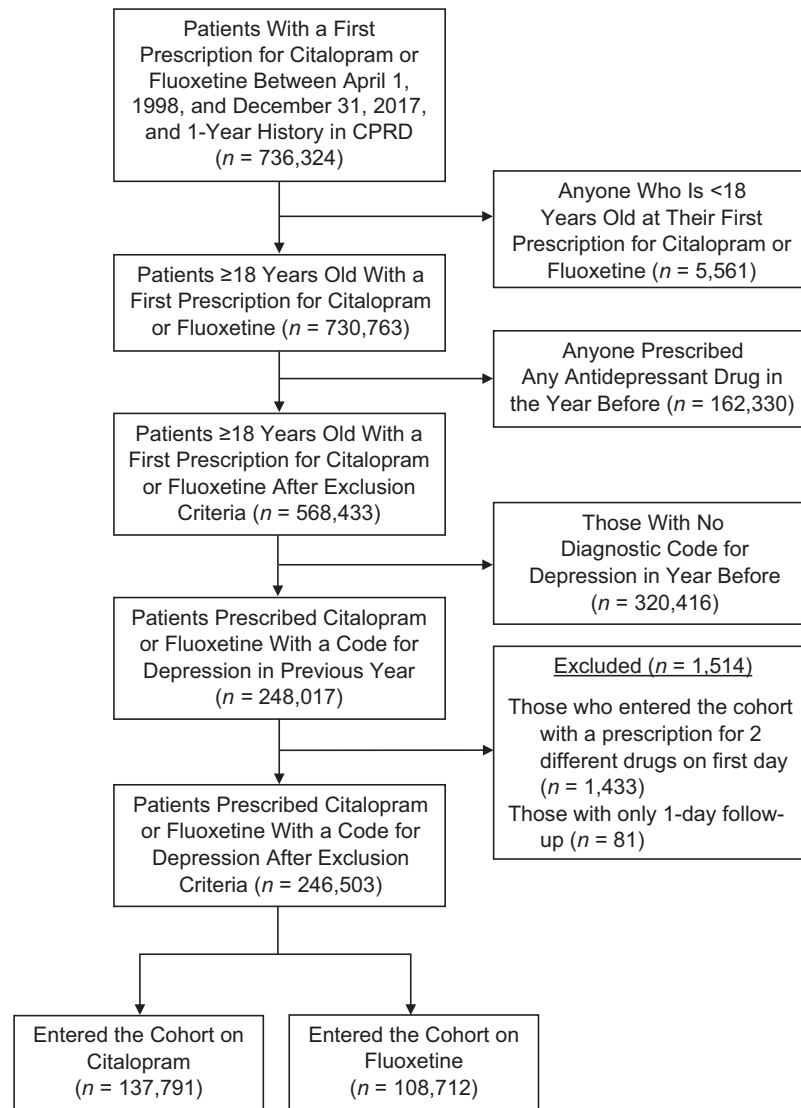 Patients With a First
Prescription for Citalopram or
Fluoxetine Between April 1,
1998, and December 31, 2017,
and 1-Year History in CPRD
(n = 736,324)
Anyone Who Is <18
Years Old at Their First
Prescription for Citalopram or
Fluoxetine (n = 5,561)
Patients ≥18 Years Old With a
First Prescription for Citalopram
or Fluoxetine (n = 730,763)
Anyone Prescribed
Any Antidepressant Drug in
the Year Before (n = 162,330)
Patients ≥18 Years Old With a
First Prescription for Citalopram
or Fluoxetine After Exclusion
Criteria (n = 568,433)
Those With No
Diagnostic Code for
Depression in Year Before
(n = 320,416)
Patients Prescribed Citalopram
or Fluoxetine With a Code for
Depression in Previous Year
(n = 248,017)
Excluded (n = 1,514)
Those who entered the cohort
with a prescription for 2
different drugs on first day
(n = 1,433)
Those with only 1-day follow-
up (n = 81)
Patients Prescribed Citalopram
or Fluoxetine With a Code for
Depression After Exclusion
Criteria (n = 246,503)
Entered the Cohort on
Citalopram
(n = 137,791)
Entered the Cohort on
Fluoxetine
(n = 108,712)